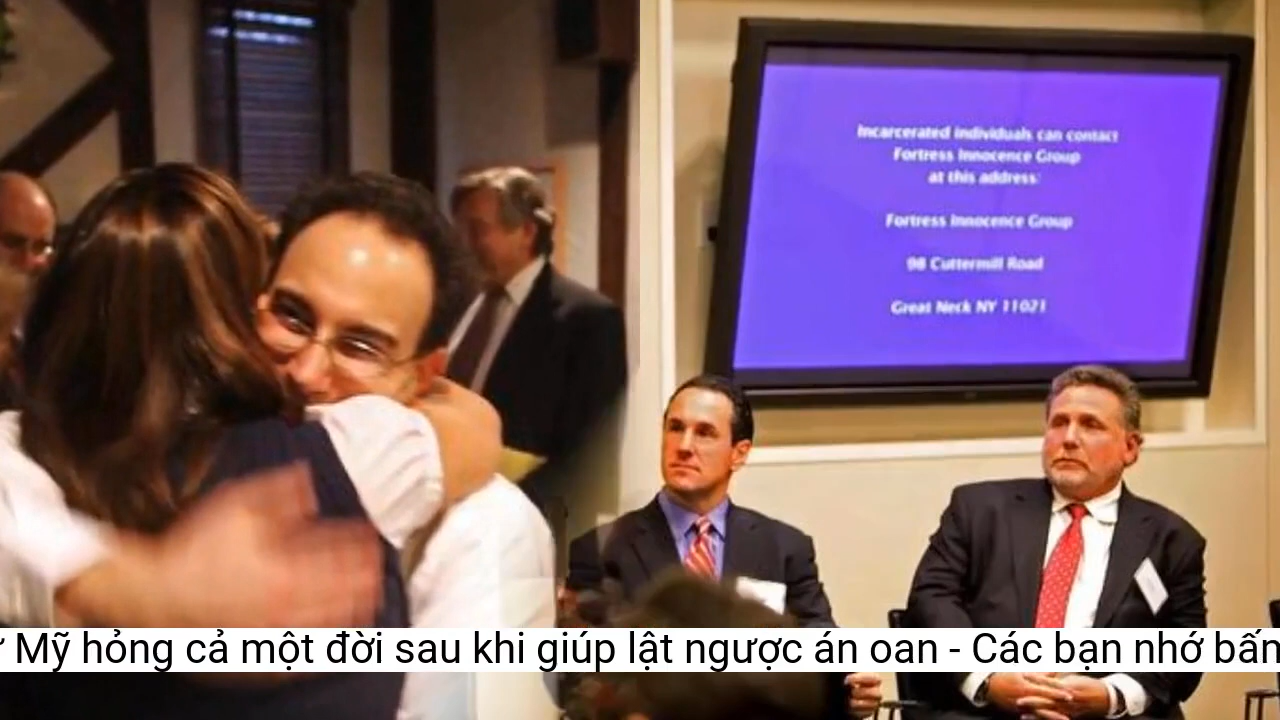 Incarcerated individuals can contact
Fortress Innocence Group
at this address:
Fortress Innocence Group
98 Cuttermill Road
Great Neck NY 11021
Mỹ hỏng cả một đời sau khi giúp lật ngược án oan - Các bạn nhớ bấm